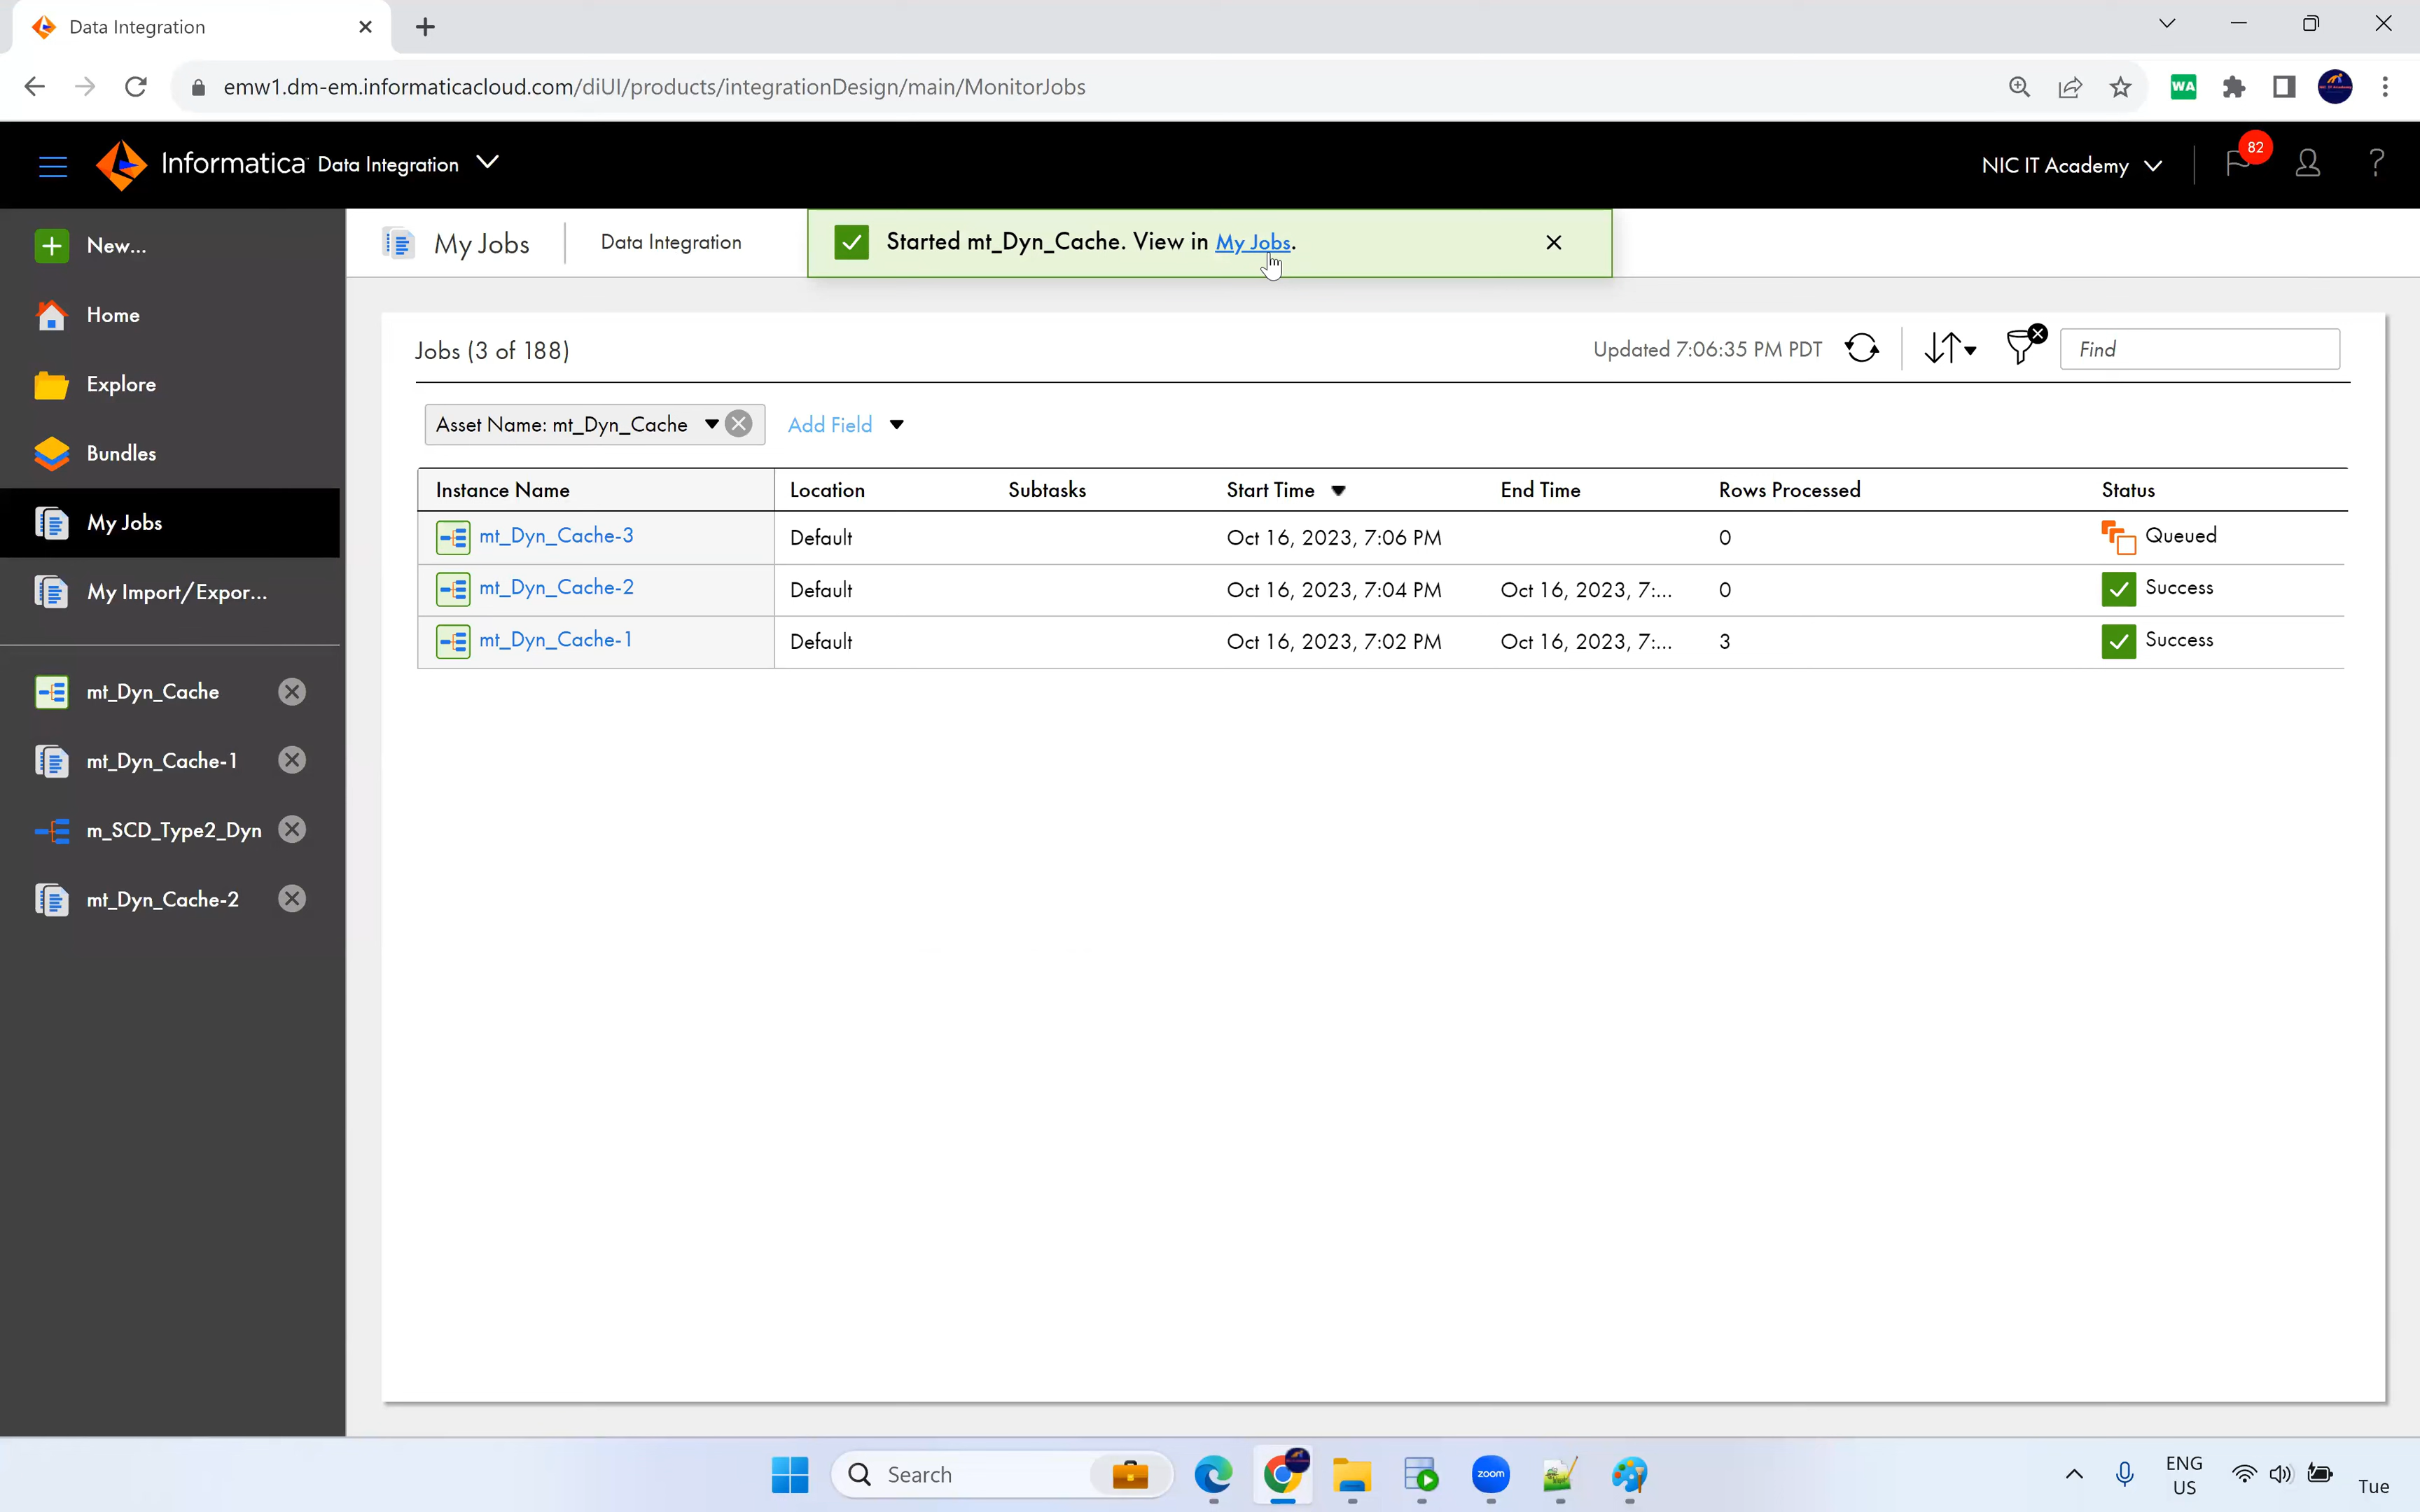 Data Integration
emw1.dm-em.informaticacloud.com/diUI/products/integrationDesign/main/MonitorJobs
WA
Informatica Data Integration
NIC IT Academy
82
?
New...
Home
Explore
Bundles
My Jobs
My Import/Expor...
mt_Dyn_Cache
mt_Dyn_Cache-1
m_SCD_Type2_Dyn
mt_Dyn_Cache-2
My Jobs
Data Integration
Started mt_Dyn_Cache. View in My Jobs.
Jobs (3 of 188)
Updated 7:06:35 PM PDT
Find
Asset Name: mt_Dyn_Cache
Add Field
Instance Name Location Subtasks Start Time End Time Rows Processed Status
mt_Dyn_Cache-3 Default Oct 16, 2023, 7:06 PM 0 Queued
mt_Dyn_Cache-2 Default Oct 16, 2023, 7:04 PM Oct 16, 2023, 7:... 0 Success
mt_Dyn_Cache-1 Default Oct 16, 2023, 7:02 PM Oct 16, 2023, 7:... 3 Success
Search
zoom
ENG
US
Tue